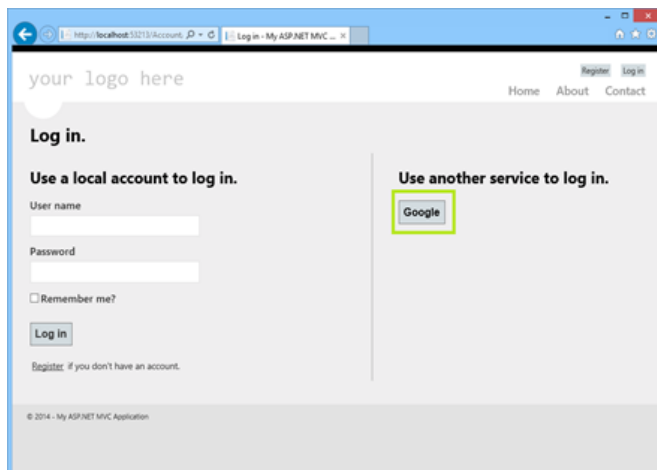 http://localhost:53213/Account,
Log in - My ASP.NET MVC ...
your logo here
Register Log in
Home About Contact
Log in.
Use a local account to log in.
Use another service to log in.
User name
Google
Password
Remember me?
Log in
Register if you don't have an account.
© 2014 - My ASP.NET MVC Application